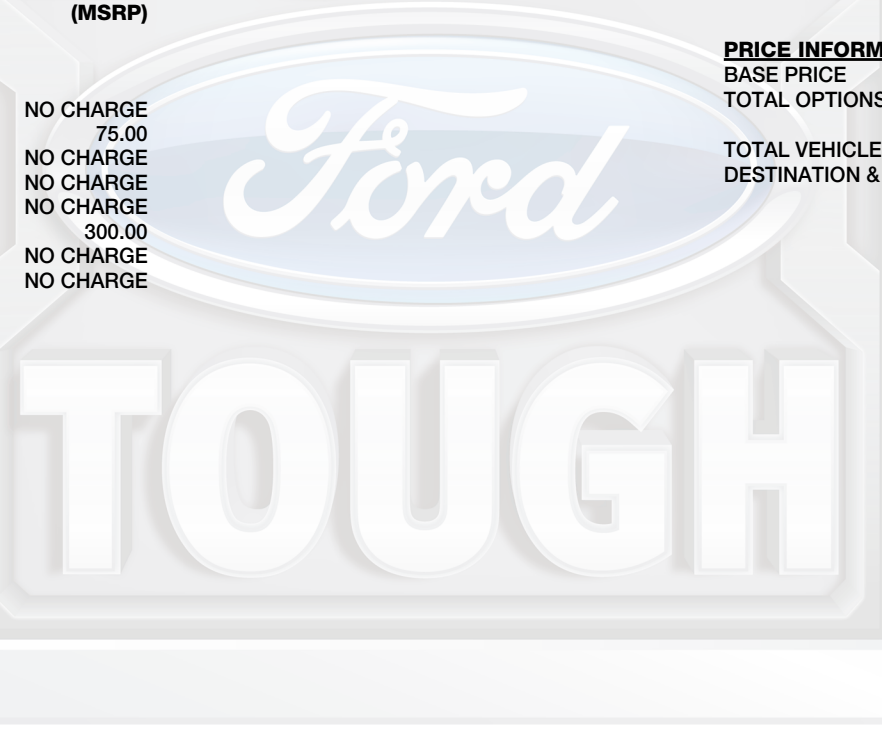 (MSRP)
NO CHARGE
75.00
NO CHARGE
NO CHARGE
NO CHARGE
300.00
NO CHARGE
NO CHARGE
PRICE INFORM
BASE PRICE
TOTAL OPTIONS
TOTAL VEHICLE
DESTINATION &
Ford
TOUGH